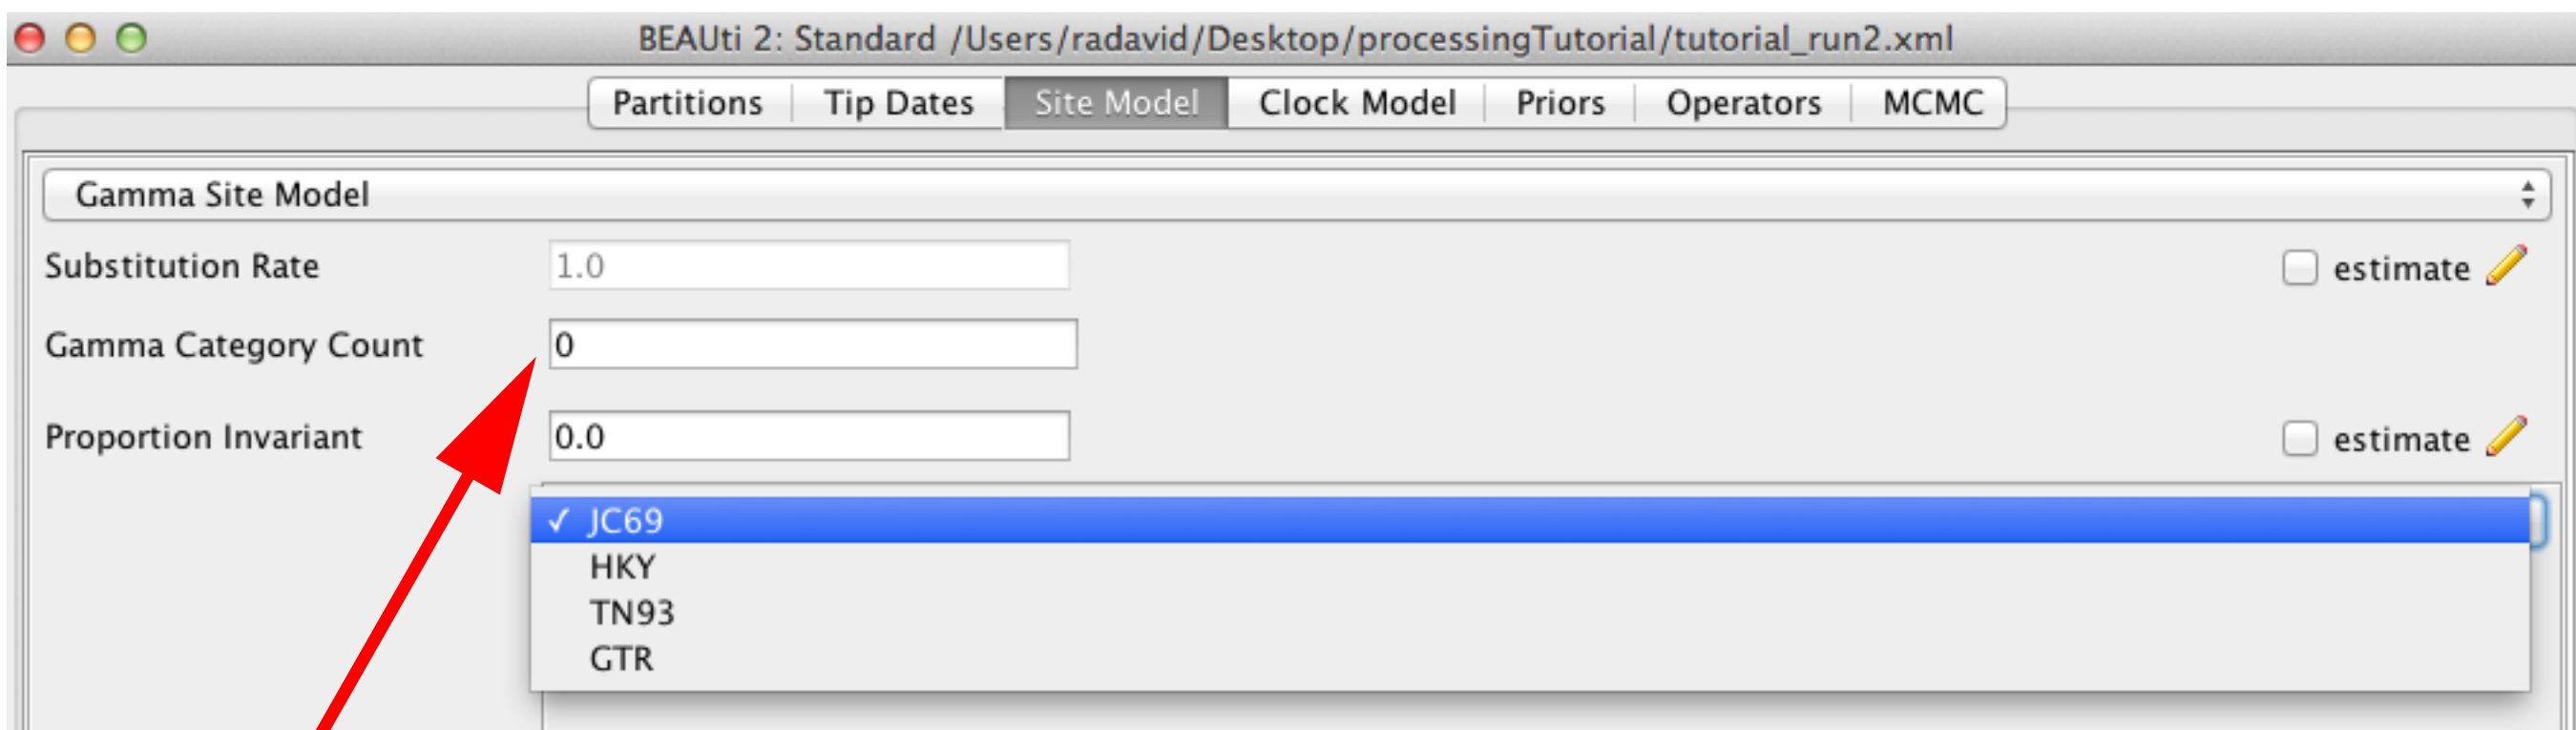 BEAUti 2: Standard /Users/radavid/Desktop/processingTutorial/tutorial_run2.xml
Partitions Tip Dates Site Model Clock Model Priors Operators MCMC
Gamma Site Model
Substitution Rate 1.0 estimate
Gamma Category Count 0
Proportion Invariant 0.0 estimate
✓ JC69
HKY
TN93
GTR